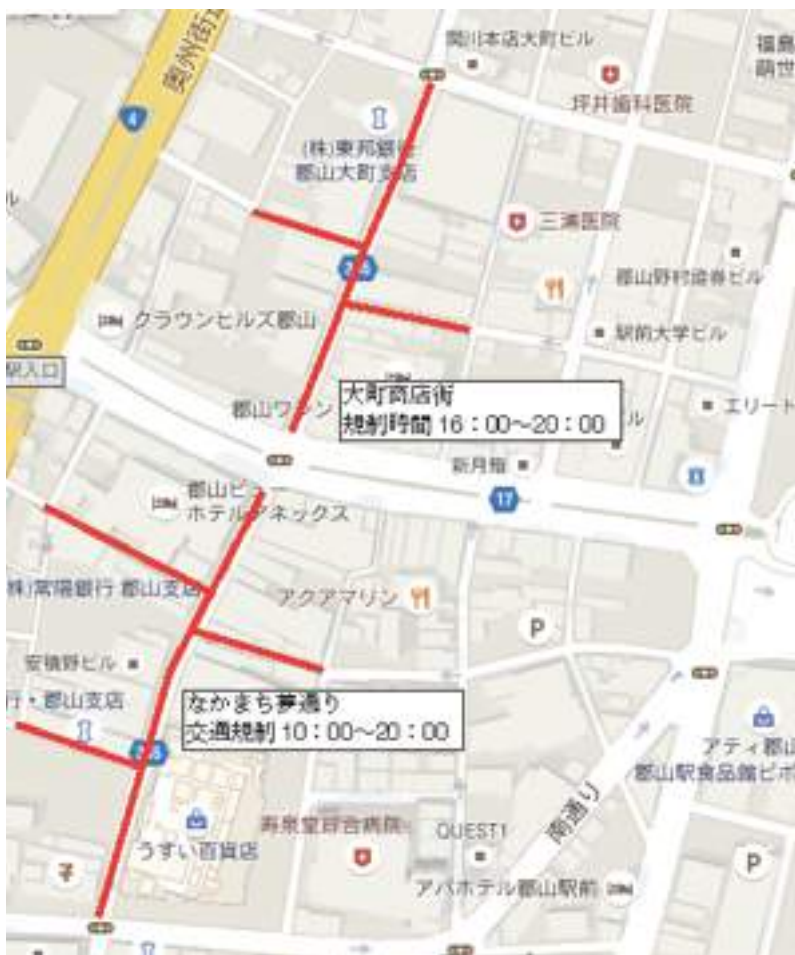 奥州街道
関川本店大町ビル
坪井歯科医院
4
(株)東邦銀行
郡山大町支店
三浦医院
郡山野村證券ビル
クラウンヒルズ郡山
駅前大学ビル
駅入口
大町商店街
規制時間16：00～20：00
郡山ワシン
ル
エリート
新月館
郡山ビュー
ホテルアネックス
17
(株)常陽銀行 郡山支店
アクアマリン
P
安積野ビル
行・郡山支店
なかまち夢通り
交通規制10：00～20：00
アティ郡山
郡山駅食品館ピボ
うすい百貨店
寿泉堂綜合病院
QUEST1
南通り
P
アパホテル郡山駅前